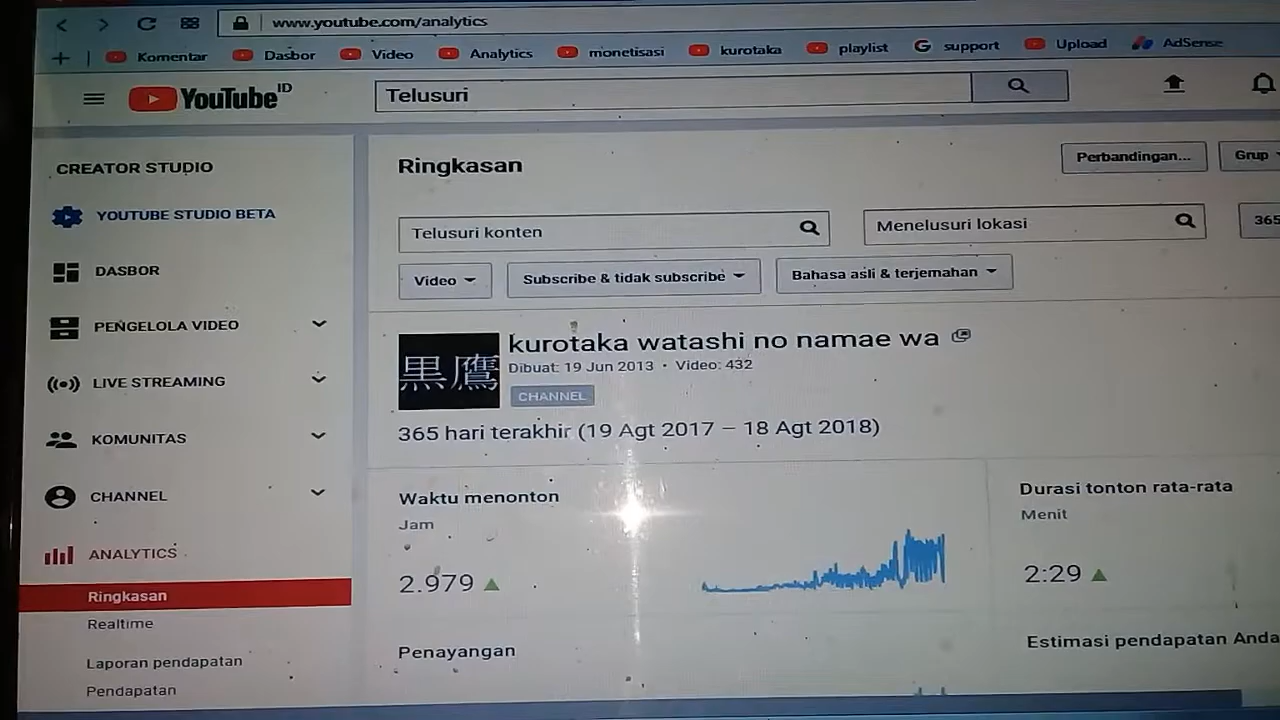 www.youtube.com/analytics
Komentar Dasbor Video Analytics monetisasi kurotaka playlist support Upload AdSense
YouTube ID Telusuri
CREATOR STUDIO
YOUTUBE STUDIO BETA
DASBOR
PENGELOLA VIDEO
LIVE STREAMING
KOMUNITAS
CHANNEL
ANALYTICS
Ringkasan
Realtime
Laporan pendapatan
Pendapatan
Ringkasan Perbandingan... Grup
Telusuri konten Menelusuri lokasi 365
Video Subscribe & tidak subscribe Bahasa asli & terjemahan
黒鷹
kurotaka watashi no namae wa
Dibuat: 19 Jun 2013 • Video: 432
CHANNEL
365 hari terakhir (19 Agt 2017 – 18 Agt 2018)
Waktu menonton
Jam
2.979
Durasi tonton rata-rata
Menit
2:29
Penayangan
Estimasi pendapatan Anda